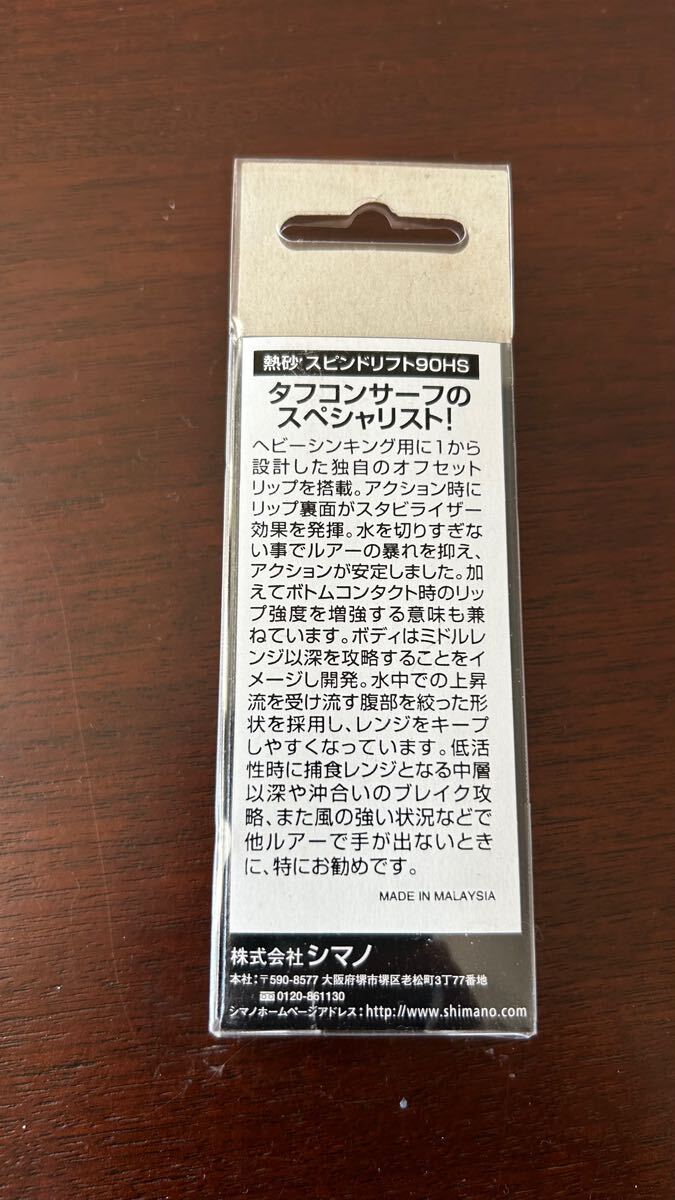 熱砂 スピンドリフト90HS
タフコンサーフの
スペシャリスト!
ヘビーシンキング用に1から
設計した独自のオフセット
リップを搭載。アクション時に
リップ裏面がスタビライザー
効果を発揮。水を切りすぎな
い事でルアーの暴れを抑え、
アクションが安定しました。加
えてボトムコンタクト時のリッ
プ強度を増強する意味も兼
ねています。ボディはミドルレ
ンジ以深を攻略することをイ
メージし開発。水中での上昇
流を受け流す腹部を絞った形
状を採用し、レンジをキープ
しやすくなっています。低活
性時に捕食レンジとなる中層
以深や沖合いのブレイク攻
略、また風の強い状況などで
他ルアーで手が出ないとき
に、特にお勧めです。
MADE IN MALAYSIA
株式会社 シマノ
本社:〒590-8577 大阪府堺市堺区老松町3丁77番地
0120-861130
シマノホームページアドレス:http://www.shimano.com